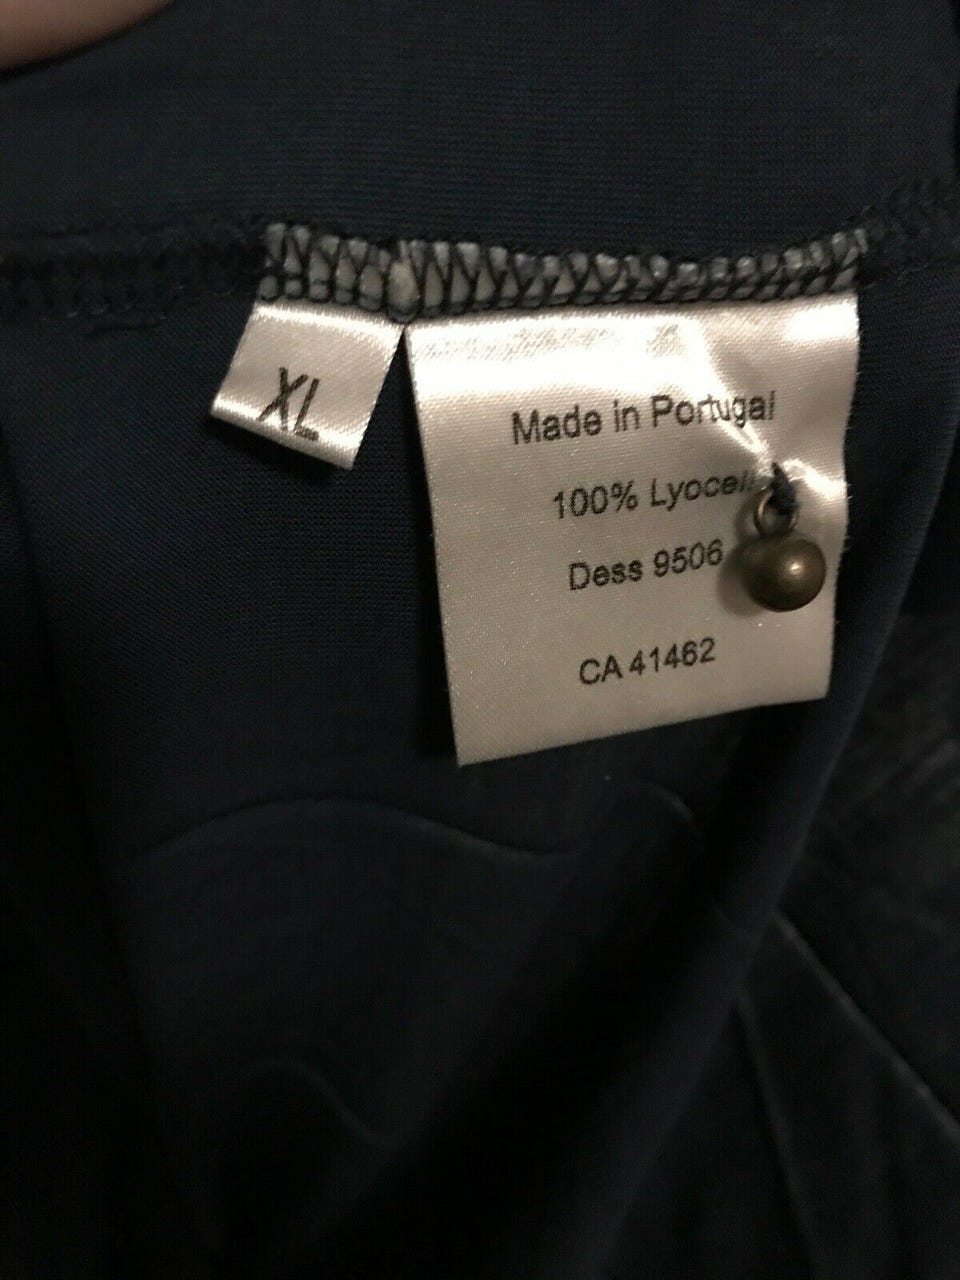 XL
Made in Portugal
100% Lyocell
Dess 9506
CA 41462